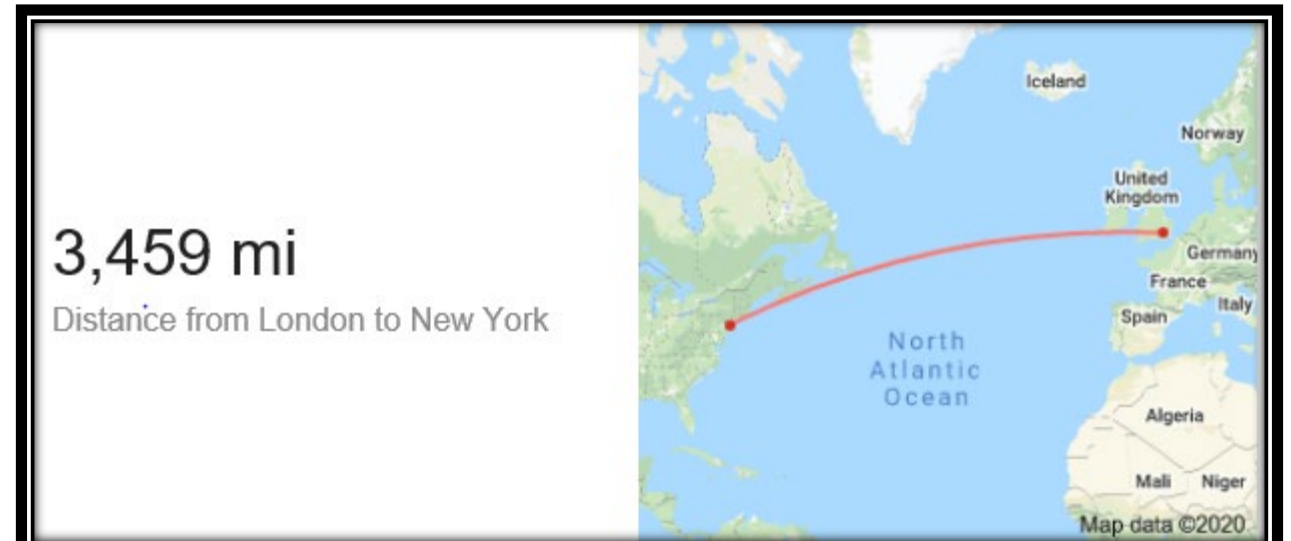 3,459 mi
Distance from London to New York
Iceland
Norway
United
Kingdom
Germany
France
Italy
Spain
North
Atlantic
Ocean
Algeria
Mali
Niger
Map data ©2020